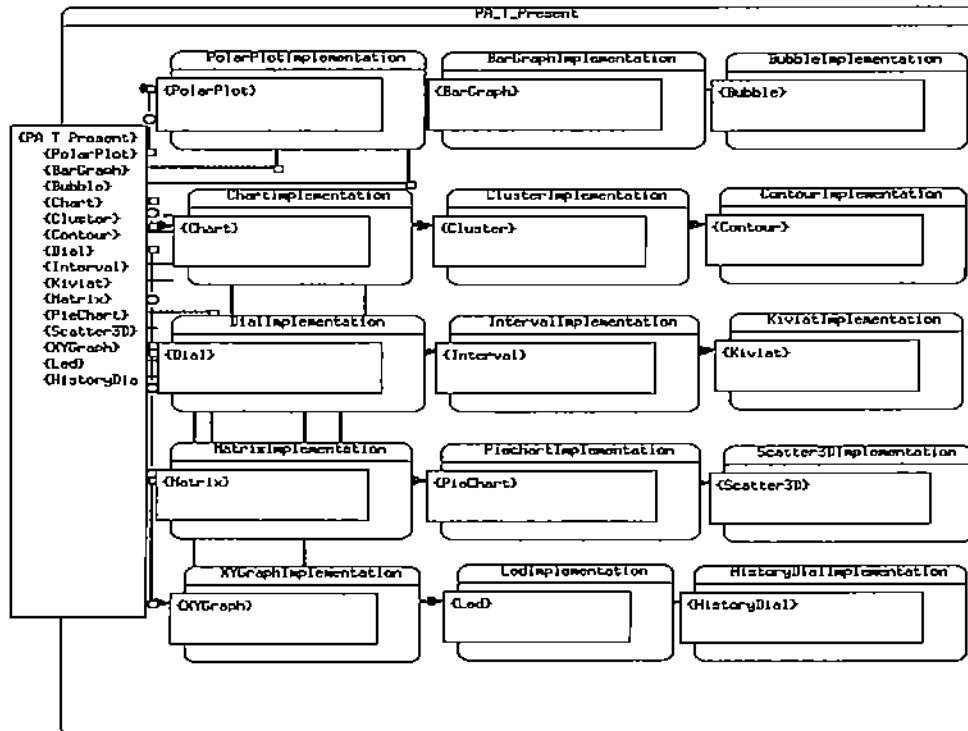 PA_T_Present
PolarPlotImplementation
BarGraphImplementation
BubbleImplementation
{PolarPlot}
{BarGraph}
{Bubble}
{PA_T_Present}
{PolarPlot}
{BarGraph}
{Bubble}
{Chart}
{Cluster}
{Contour}
{Dial}
{Interval}
{Kiviat}
{Matrix}
{PieChart}
{Scatter3D}
{XYGraph}
{Led}
{HistoryDia
ChartImplementation
ClusterImplementation
ContourImplementation
{Chart}
{Cluster}
{Contour}
DialImplementation
IntervalImplementation
KiviatImplementation
{Dial}
{Interval}
{Kiviat}
MatrixImplementation
PieChartImplementation
Scatter3DImplementation
{Matrix}
{PieChart}
{Scatter3D}
XYGraphImplementation
LedImplementation
HistoryDialImplementation
{XYGraph}
{Led}
{HistoryDial}